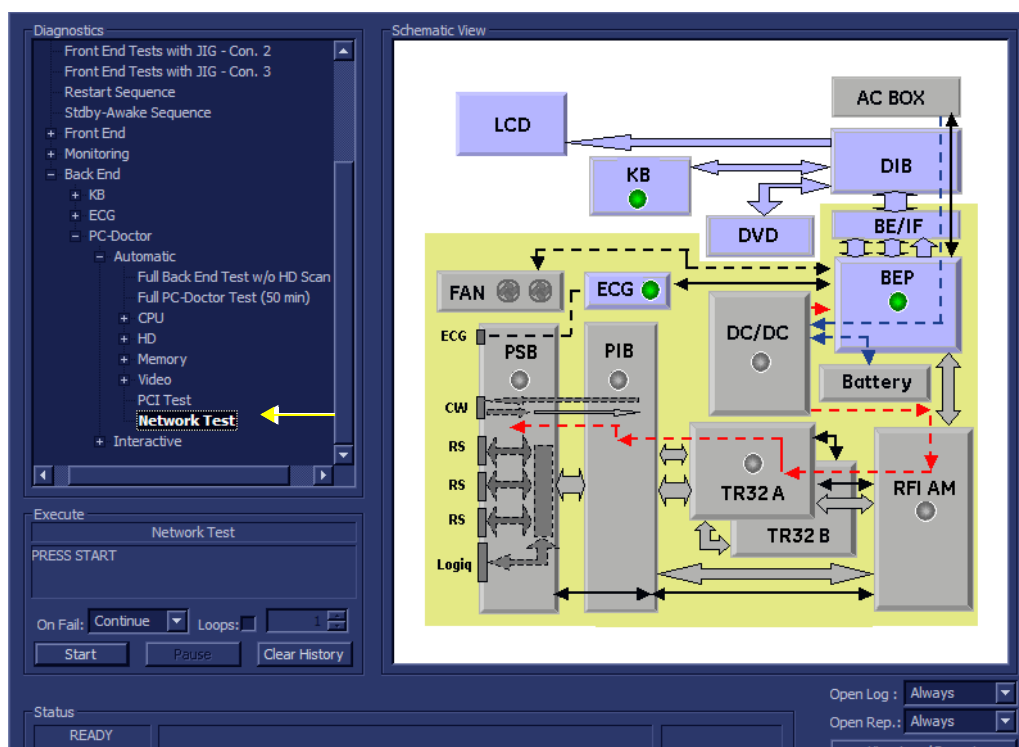 Diagnostics
Front End Tests with JIG - Con. 2
Front End Tests with JIG - Con. 3
Restart Sequence
Stdby-Awake Sequence
Front End
Monitoring
Back End
KB
ECG
PC-Doctor
Automatic
Full Back End Test w/o HD Scan
Full PC-Doctor Test (50 min)
CPU
HD
Memory
Video
PCI Test
Network Test
Interactive
Execute
Network Test
PRESS START
On Fail: Continue Loops: 1
Start Pause Clear History
Schematic View
AC BOX
LCD
DIB
KB
DVD
BE/IF
BEP
FAN
ECG
DC/DC
ECG
PSB
PIB
Battery
CW
RS
RS
RS
Logiq
TR32 A
TR32 B
RFI AM
Open Log : Always
Open Rep.: Always
Status
READY